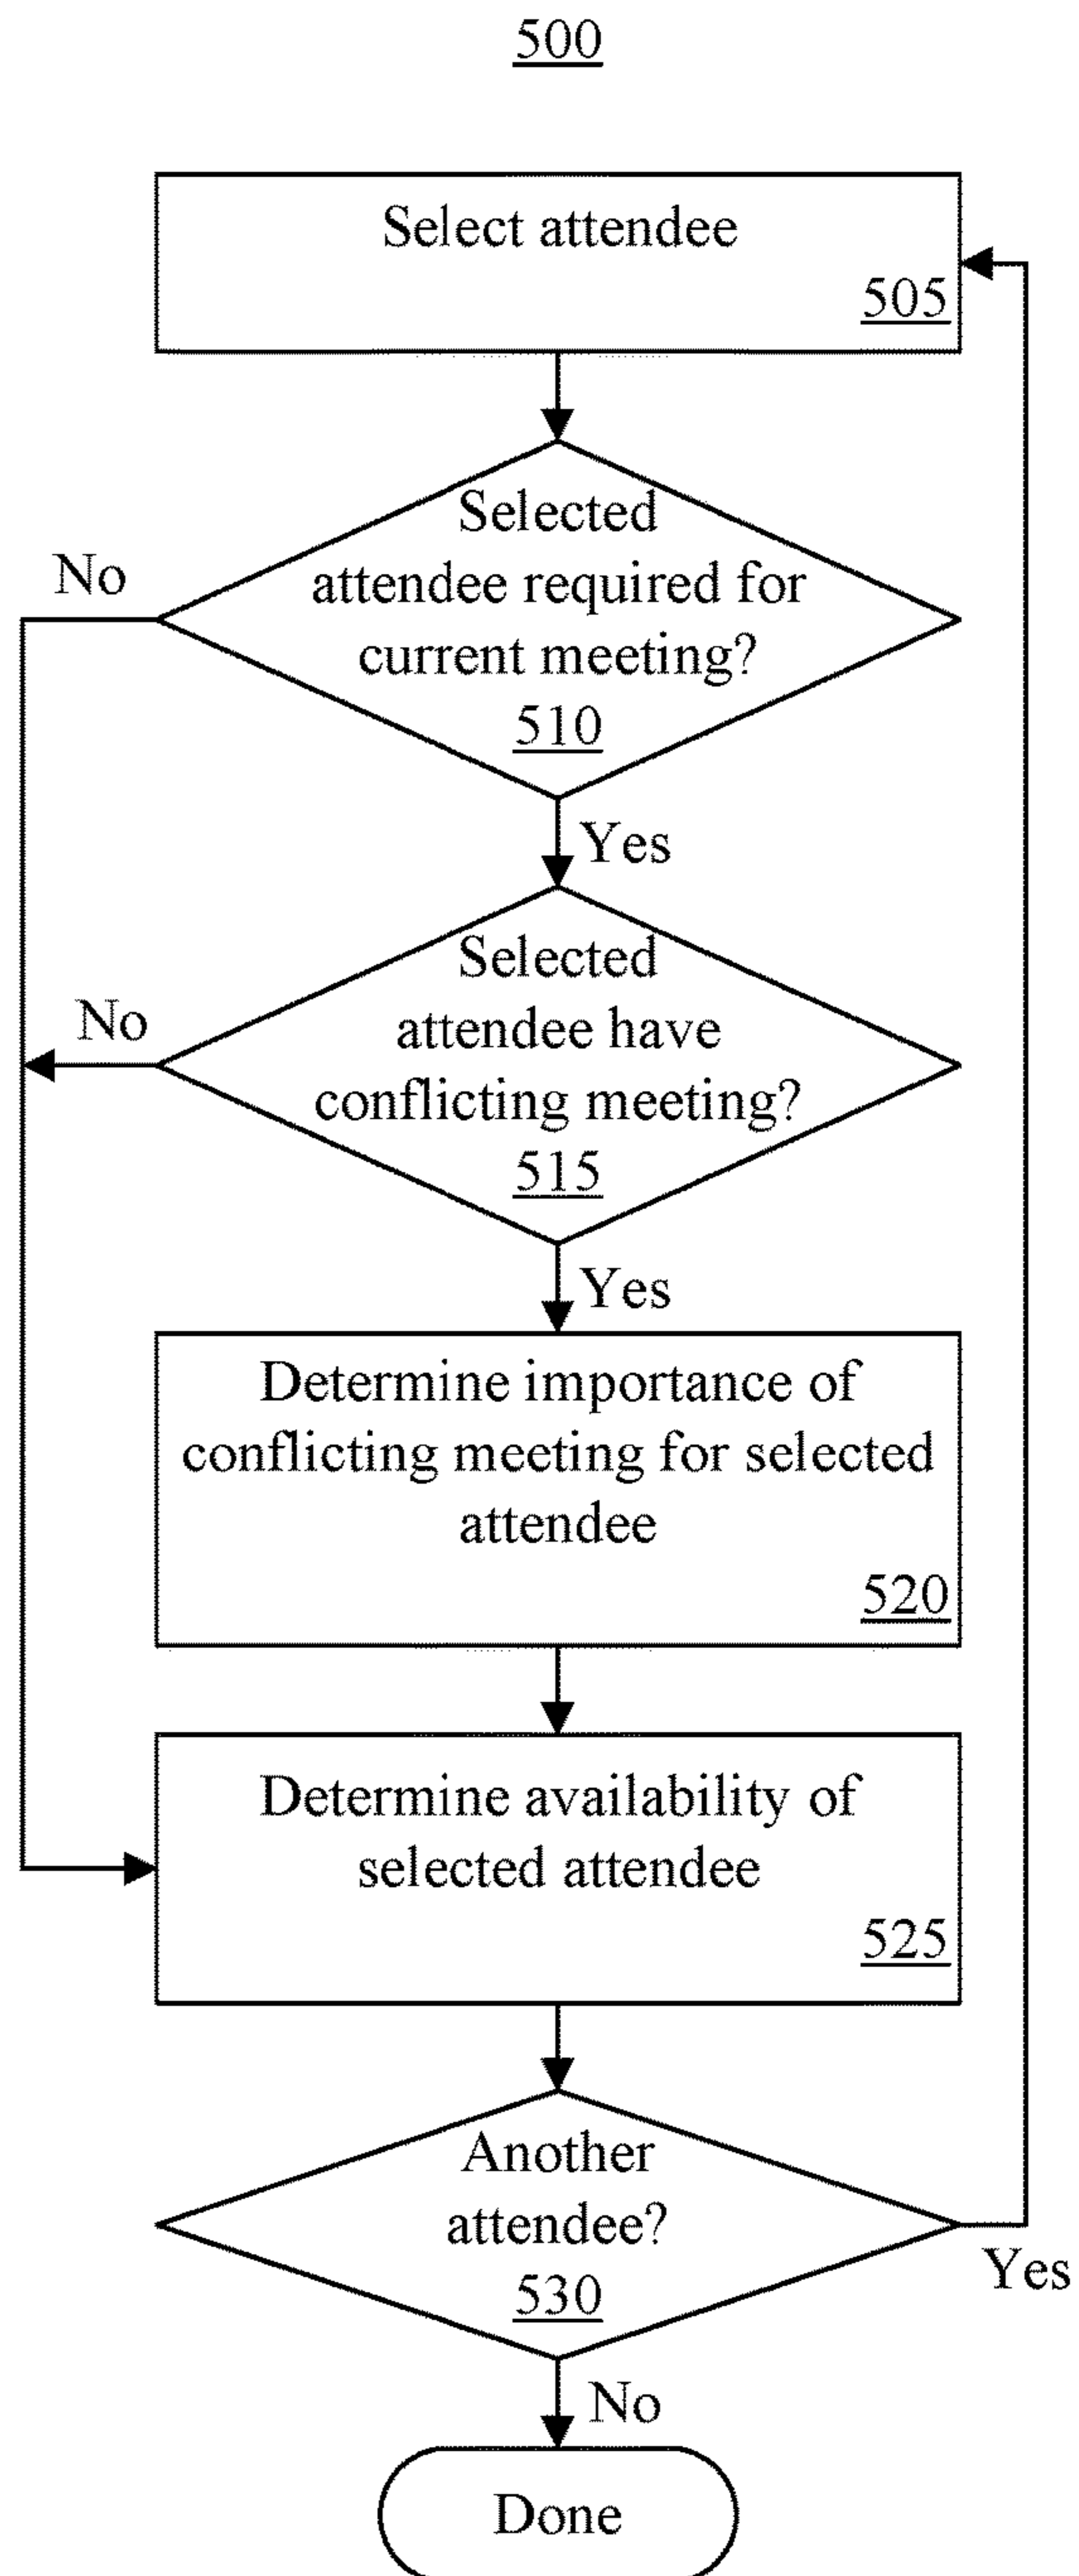 500
Select attendee
505
Selected
attendee required for
current meeting?
510
No
Yes
Selected
attendee have
conflicting meeting?
515
No
Yes
Determine importance of
conflicting meeting for selected
attendee
520
Determine availability of
selected attendee
525
Another
attendee?
530
Yes
No
Done